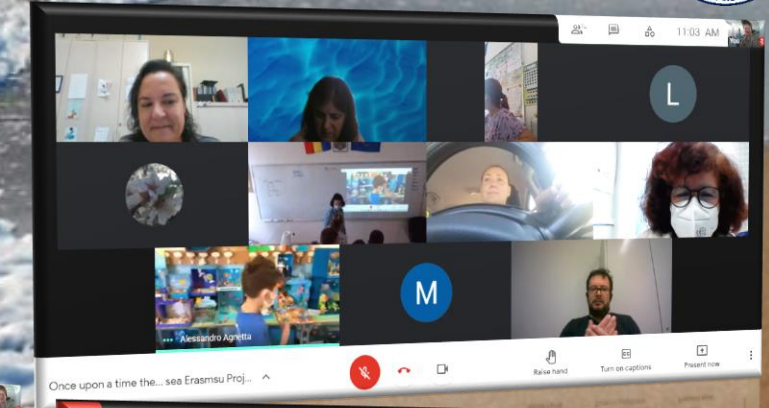 11:03 AM
You
L
Alessandro Agnetta
M
Once upon a time the... sea Erasmsu Proj...
Raise hand
Turn on captions
Present now